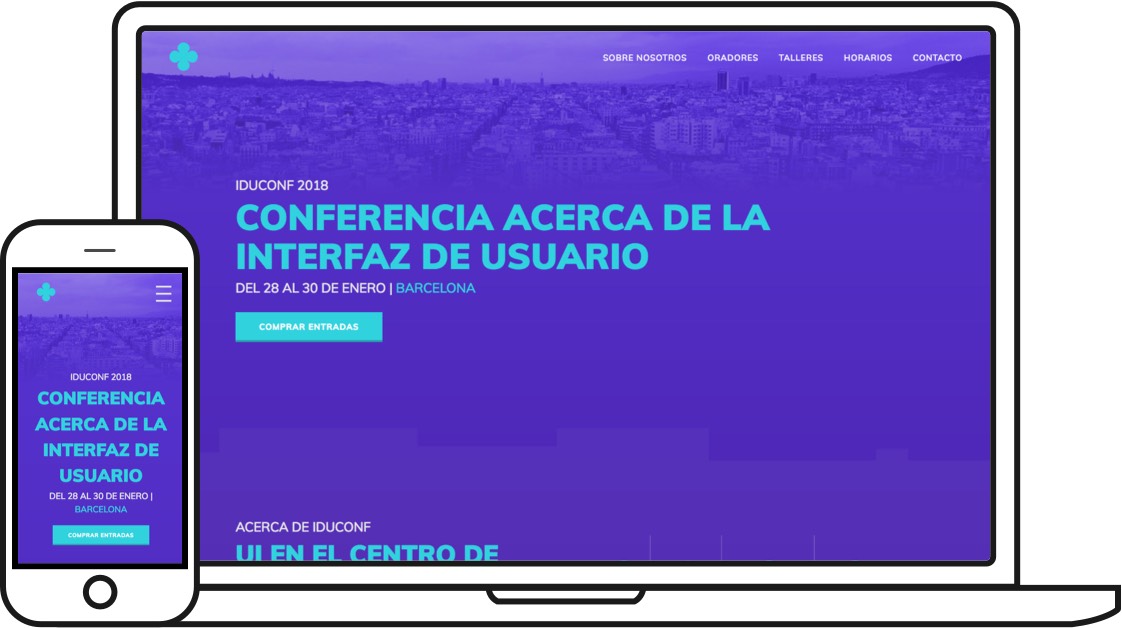 SOBRE NOSOTROS ORADORES TALLERES HORARIOS CONTACTO
IDUCONF 2018
CONFERENCIA ACERCA DE LA
INTERFAZ DE USUARIO
DEL 28 AL 30 DE ENERO | BARCELONA
COMPRAR ENTRADAS
ACERCA DE IDUCONF
UI EN EL CENTRO DE
IDUCONF 2018
CONFERENCIA
ACERCA DE LA
INTERFAZ DE
USUARIO
DEL 28 AL 30 DE ENERO |
BARCELONA
COMPRAR ENTRADAS